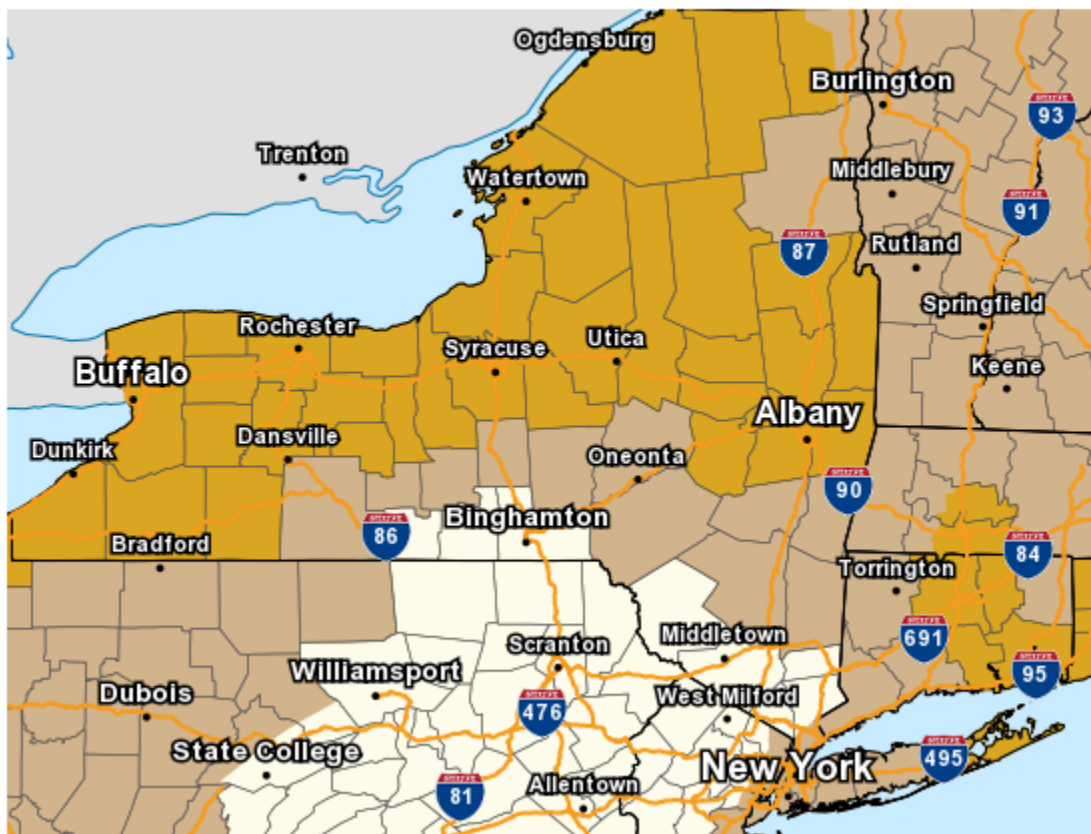 Ogdensburg
Burlington
93
Trenton
Watertown
Middlebury
91
87
Rutland
Springfield
Rochester
Syracuse
Utica
Buffalo
Keene
Albany
Dunkirk
Dansville
Oneonta
90
Binghamton
86
Bradford
84
Torrington
Scranton
Middletown
691
Williamsport
95
Dubois
476
West Milford
State College
495
New York
81
Allentown